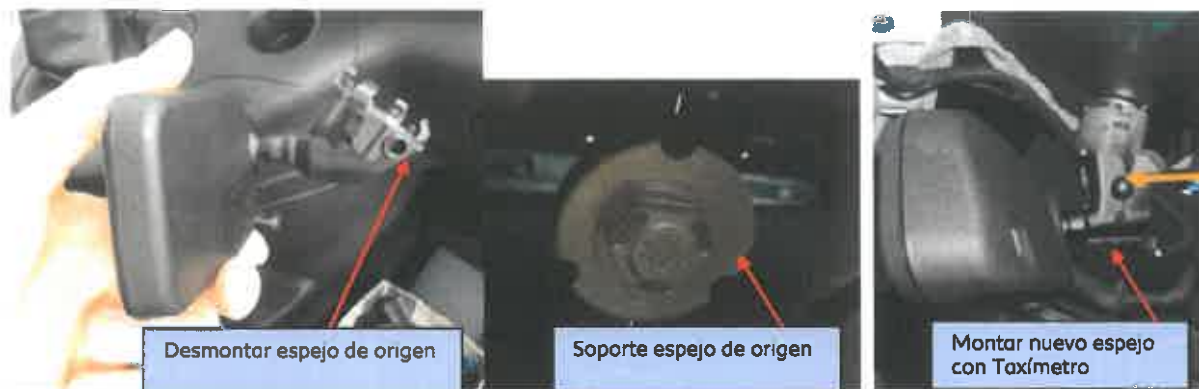 Desmontar espejo de origen
Soporte espejo de origen
Montar nuevo espejo
con Taxímetro